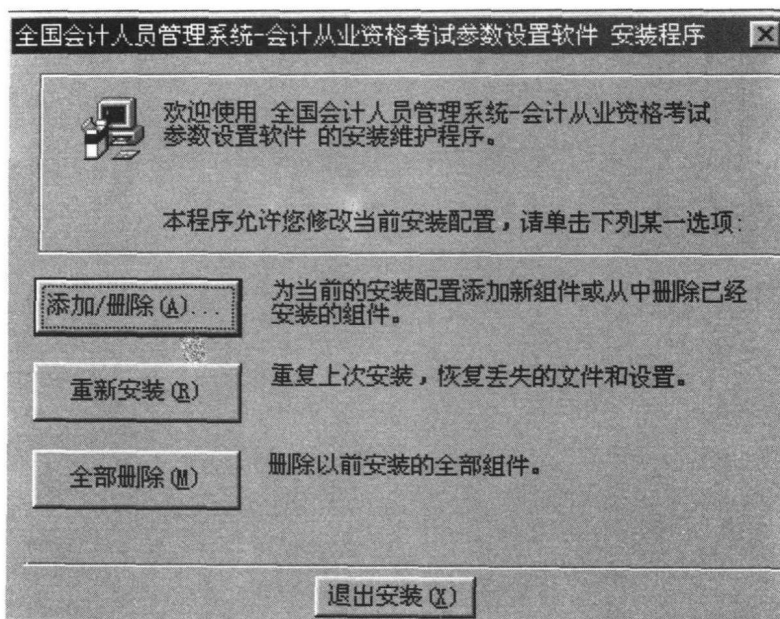 全国会计人员管理系统-会计从业资格考试参数设置软件 安装程序
欢迎使用 全国会计人员管理系统-会计从业资格考试
参数设置软件 的安装维护程序。
本程序允许您修改当前安装配置，请单击下列某一选项:
添加/删除(A)...
为当前的安装配置添加新组件或从中删除已经
安装的组件。
重新安装(R)
重复上次安装，恢复丢失的文件和设置。
全部删除(M)
删除以前安装的全部组件。
退出安装(X)